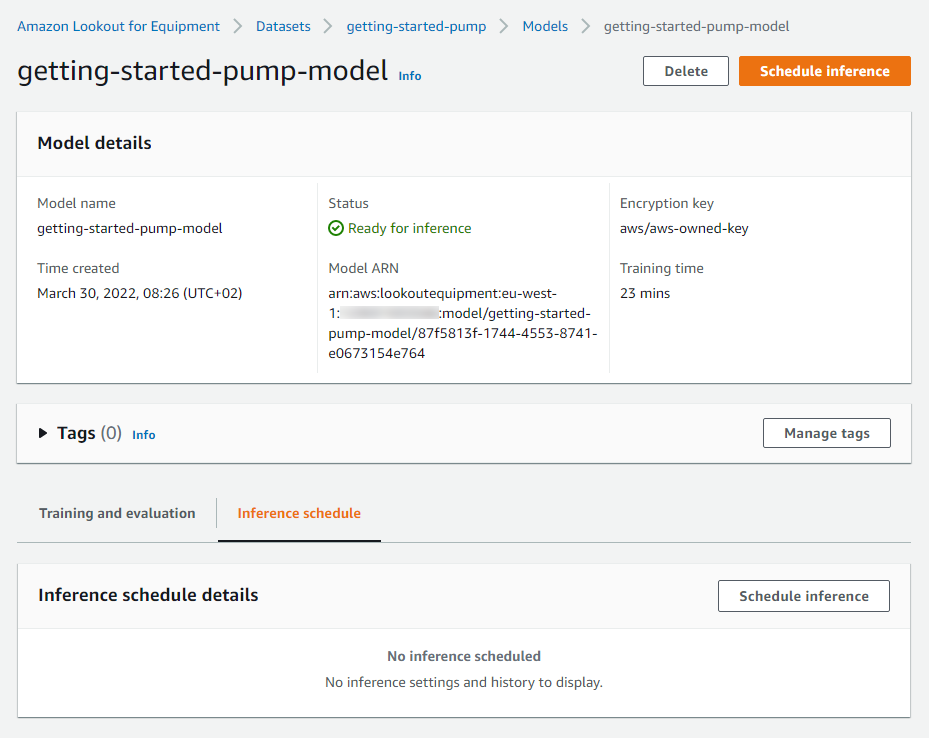 Amazon Lookout for Equipment > Datasets > getting-started-pump > Models > getting-started-pump-model
getting-started-pump-model Info
Delete
Schedule inference
Model details
Model name
getting-started-pump-model
Time created
March 30, 2022, 08:26 (UTC+02)
Status
Ready for inference
Model ARN
arn:aws:lookoutequipment:eu-west-
1: :model/getting-started-
pump-model/87f5813f-1744-4553-8741-
e0673154e764
Encryption key
aws/aws-owned-key
Training time
23 mins
Tags (0) Info
Manage tags
Training and evaluation
Inference schedule
Inference schedule details
Schedule inference
No inference scheduled
No inference settings and history to display.